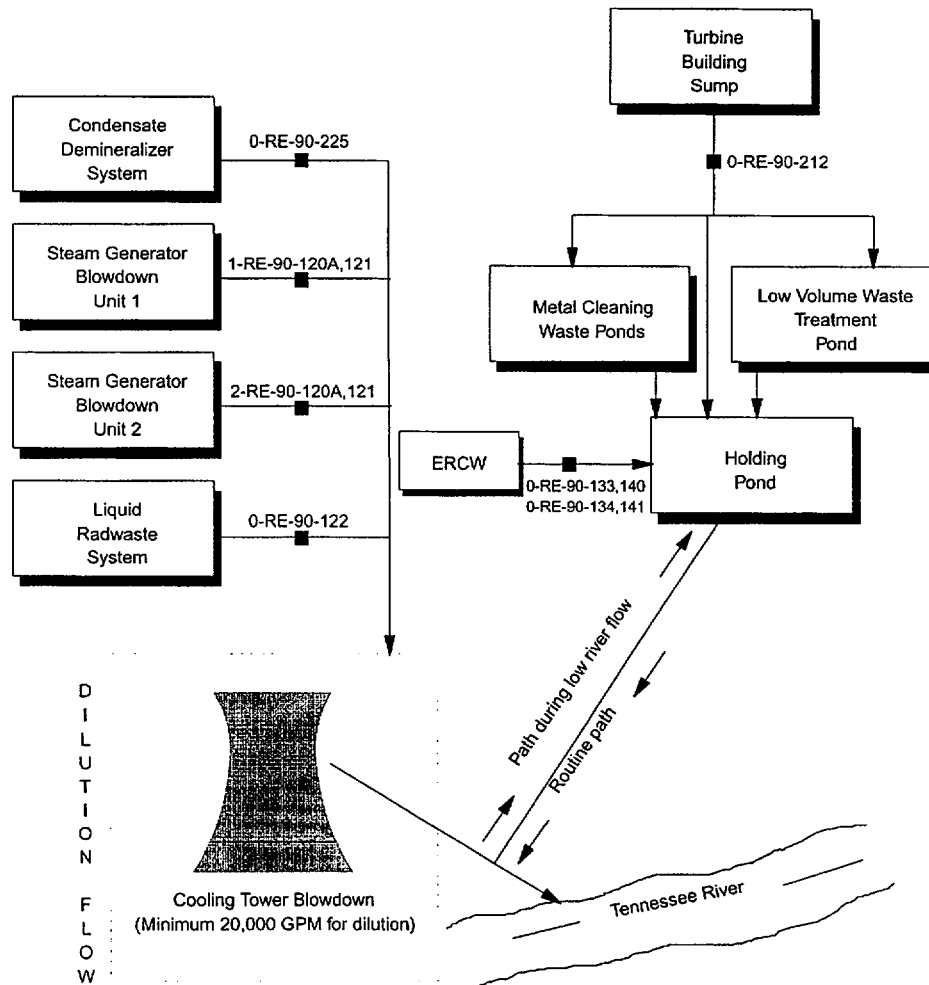 Turbine
Building
Sump
Condensate
Demineralizer
System
0-RE-90-225
0-RE-90-212
Steam Generator
Blowdown
Unit 1
1-RE-90-120A,121
Metal Cleaning
Waste Ponds
Low Volume Waste
Treatment
Pond
Steam Generator
Blowdown
Unit 2
2-RE-90-120A,121
ERCW
0-RE-90-133,140
0-RE-90-134,141
Holding
Pond
Liquid
Radwaste
System
0-RE-90-122
Path during low river flow
Routine path
DILUTION FLOW
Cooling Tower Blowdown
(Minimum 20,000 GPM for dilution)
Tennessee River